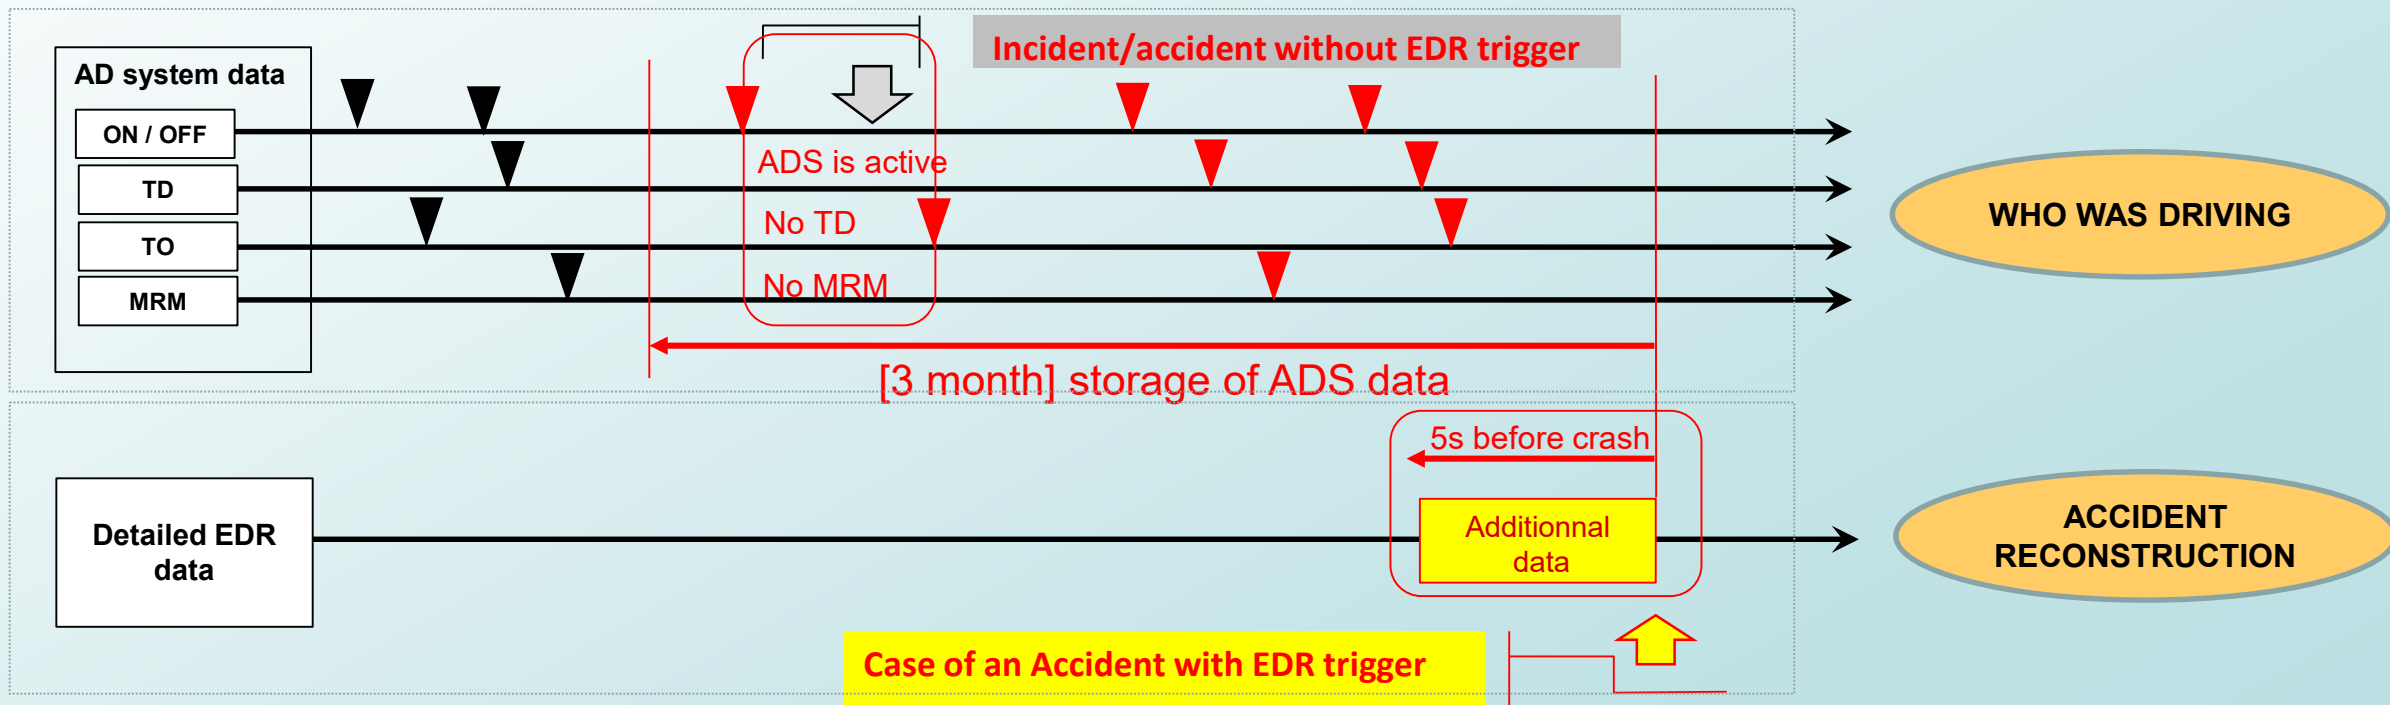 Incident/accident without EDR trigger
AD system data
ON / OFF
ADS is active
TD
No TD
TO
No MRM
MRM
WHO WAS DRIVING
[3 month] storage of ADS data
5s before crash
Detailed EDR
data
Additionnal
data
ACCIDENT
RECONSTRUCTION
Case of an Accident with EDR trigger